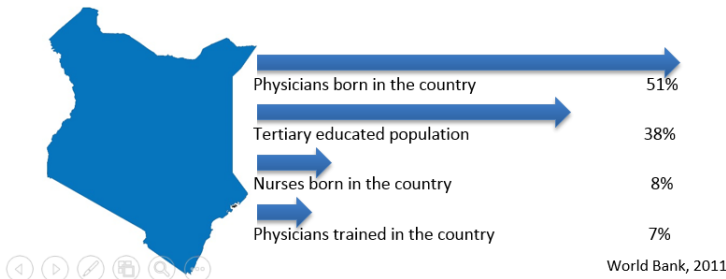 Physicians born in the country 51%
Tertiary educated population 38%
Nurses born in the country 8%
Physicians trained in the country 7%
World Bank, 2011